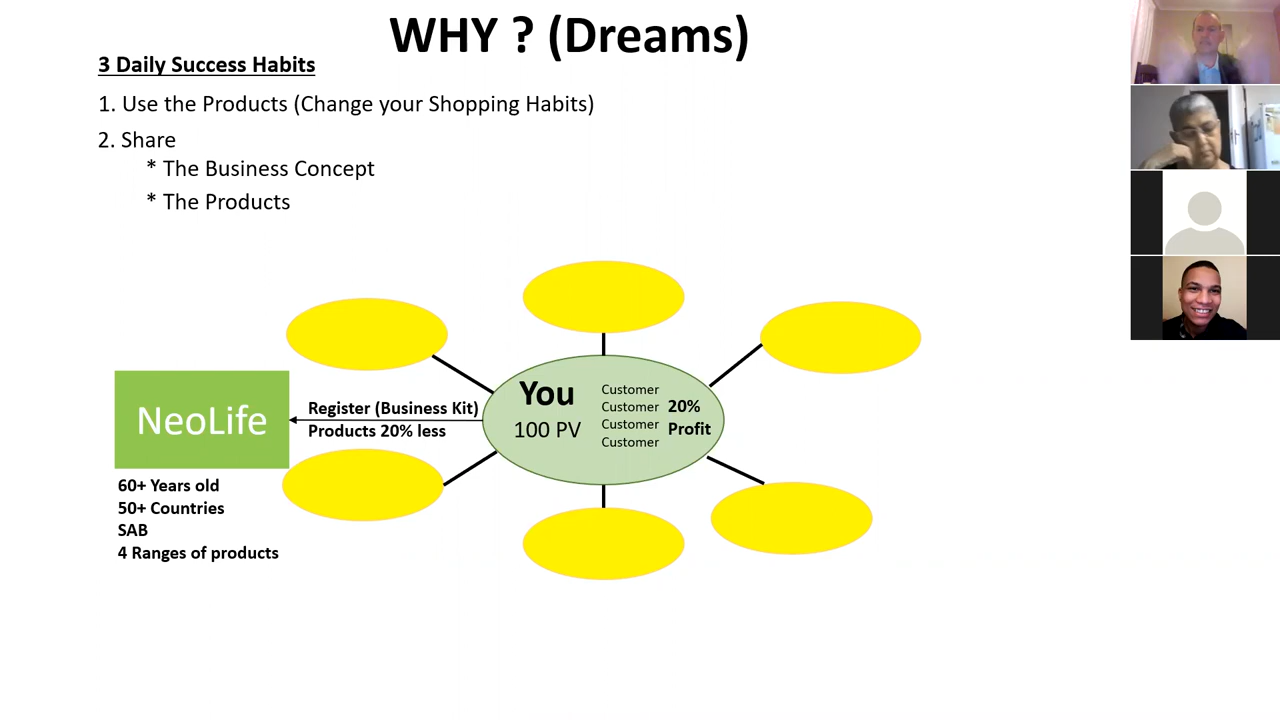 WHY ? (Dreams)
3 Daily Success Habits
1. Use the Products (Change your Shopping Habits)
2. Share
* The Business Concept
* The Products
NeoLife
Register (Business Kit)
Products 20% less
You
100 PV
Customer
Customer
Customer
Customer
20%
Profit
60+ Years old
50+ Countries
SAB
4 Ranges of products